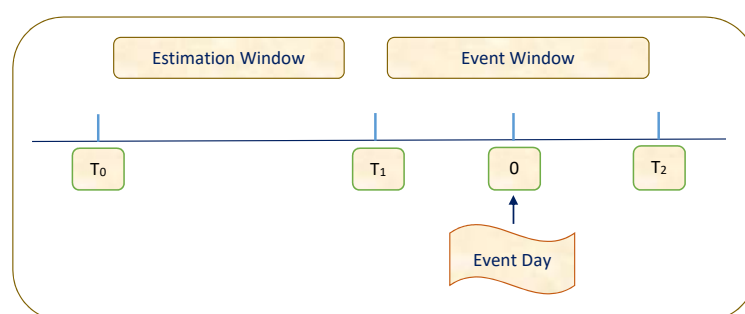 Estimation Window
Event Window
T₀
T₁
0
T₂
Event Day